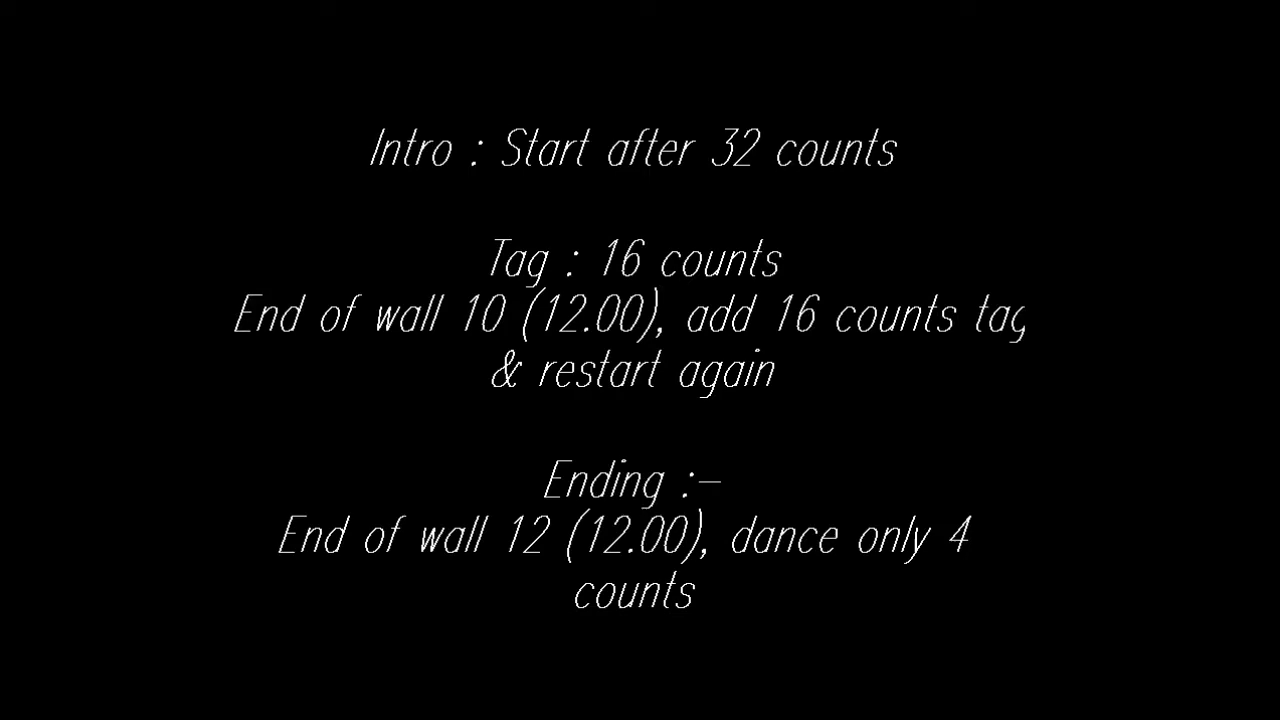 Intro : Start after 32 counts
Tag : 16 counts
End of wall 10 (12.00), add 16 counts tag
& restart again
Ending :-
End of wall 12 (12.00), dance only 4
counts